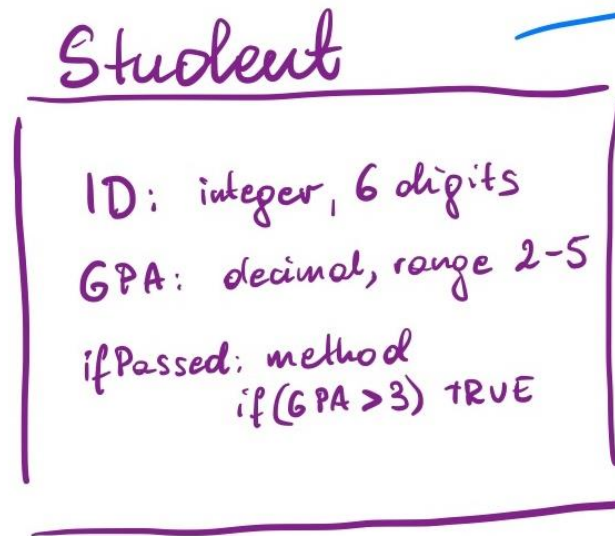 Student
ID: integer, 6 digits
GPA: decimal, range 2-5
ifPassed: method
if(GPA>3) TRUE